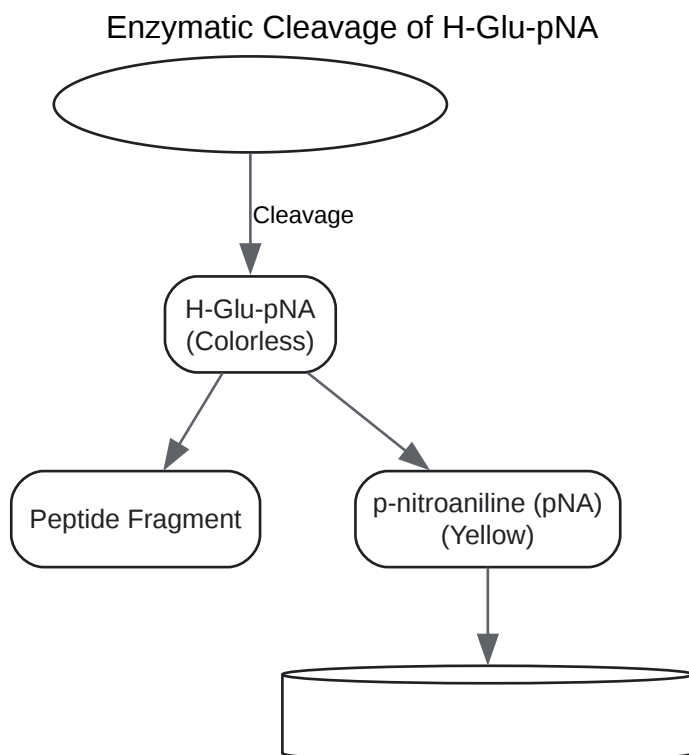 Enzymatic Cleavage of H-Glu-pNA
Cleavage
H-Glu-pNA
(Colorless)
Peptide Fragment
p-nitroaniline (pNA)
(Yellow)